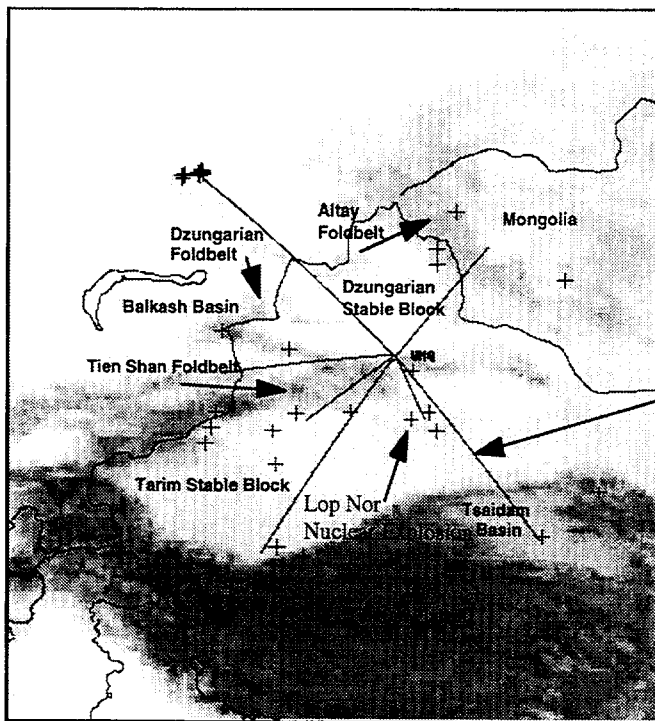 Altay
Foldbelt
Mongolia
Dzungarian
Foldbelt
Dzungarian
Stable Block
Balkash Basin
Tien Shan Foldbelt
Tarim Stable Block
Lop Nor
Nuclear Explosion
Tsaidam
Basin